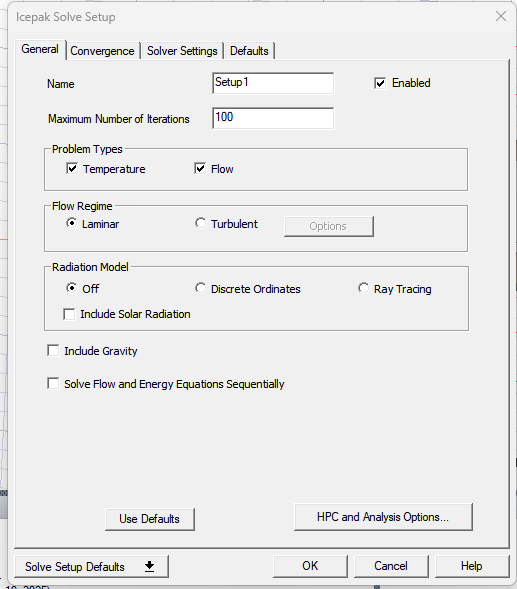 Icepak Solve Setup
General Convergence Solver Settings Defaults
Name Setup1 Enabled
Maximum Number of Iterations 100
Problem Types
Temperature Flow
Flow Regime
Laminar Turbulent Options
Radiation Model
Off Discrete Ordinates Ray Tracing
Include Solar Radiation
Include Gravity
Solve Flow and Energy Equations Sequentially
Use Defaults HPC and Analysis Options...
Solve Setup Defaults OK Cancel Help